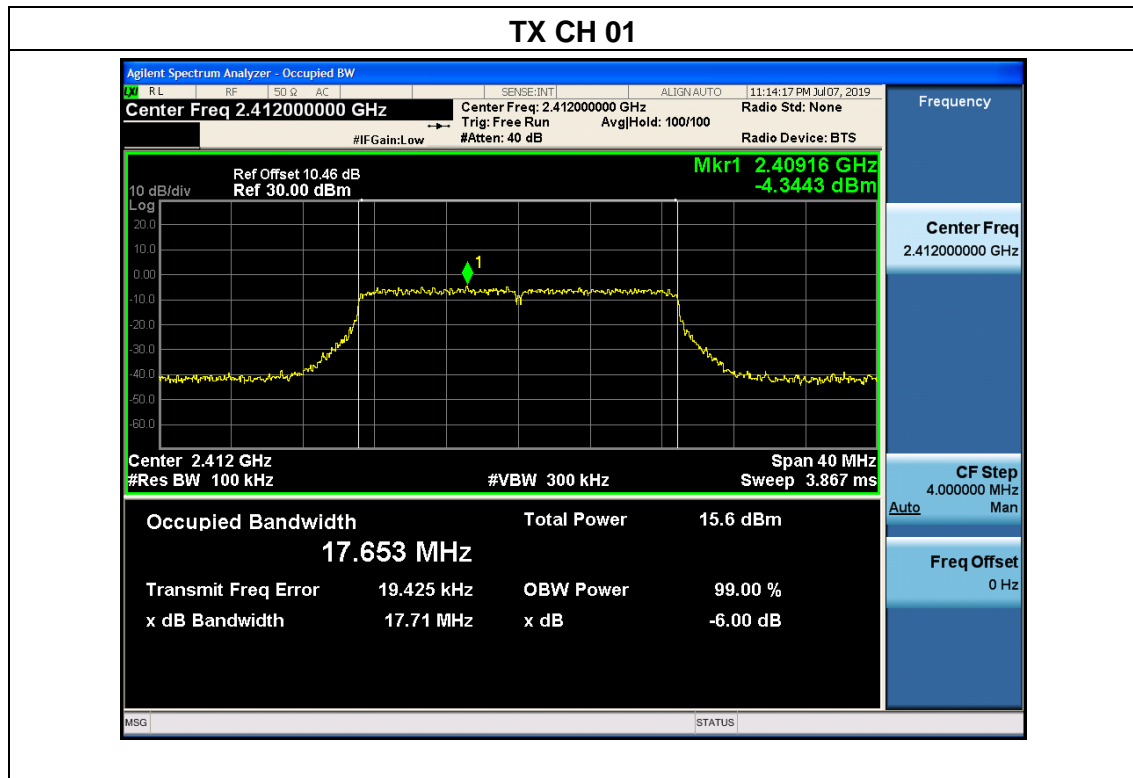 TX CH 01
Agilent Spectrum Analyzer - Occupied BW
LXI RL RF 50 Ω AC SENSE:INT ALIGN AUTO 11:14:17 PM Jul 07, 2019
Center Freq 2.412000000 GHz
Center Freq: 2.412000000 GHz
Radio Std: None
Trig: Free Run Avg|Hold: 100/100
#IFGain:Low #Atten: 40 dB Radio Device: BTS
Frequency
Mkr1 2.40916 GHz
-4.3443 dBm
Ref Offset 10.46 dB
10 dB/div Ref 30.00 dBm
Log
20.0
10.0
0.00
-10.0
-20.0
-30.0
-40.0
-50.0
-60.0
1
Center 2.412 GHz Span 40 MHz
#Res BW 100 kHz #VBW 300 kHz Sweep 3.867 ms
Occupied Bandwidth Total Power 15.6 dBm
17.653 MHz
Transmit Freq Error 19.425 kHz OBW Power 99.00 %
x dB Bandwidth 17.71 MHz x dB -6.00 dB
Center Freq
2.412000000 GHz
CF Step
4.000000 MHz
Auto Man
Freq Offset
0 Hz
MSG STATUS